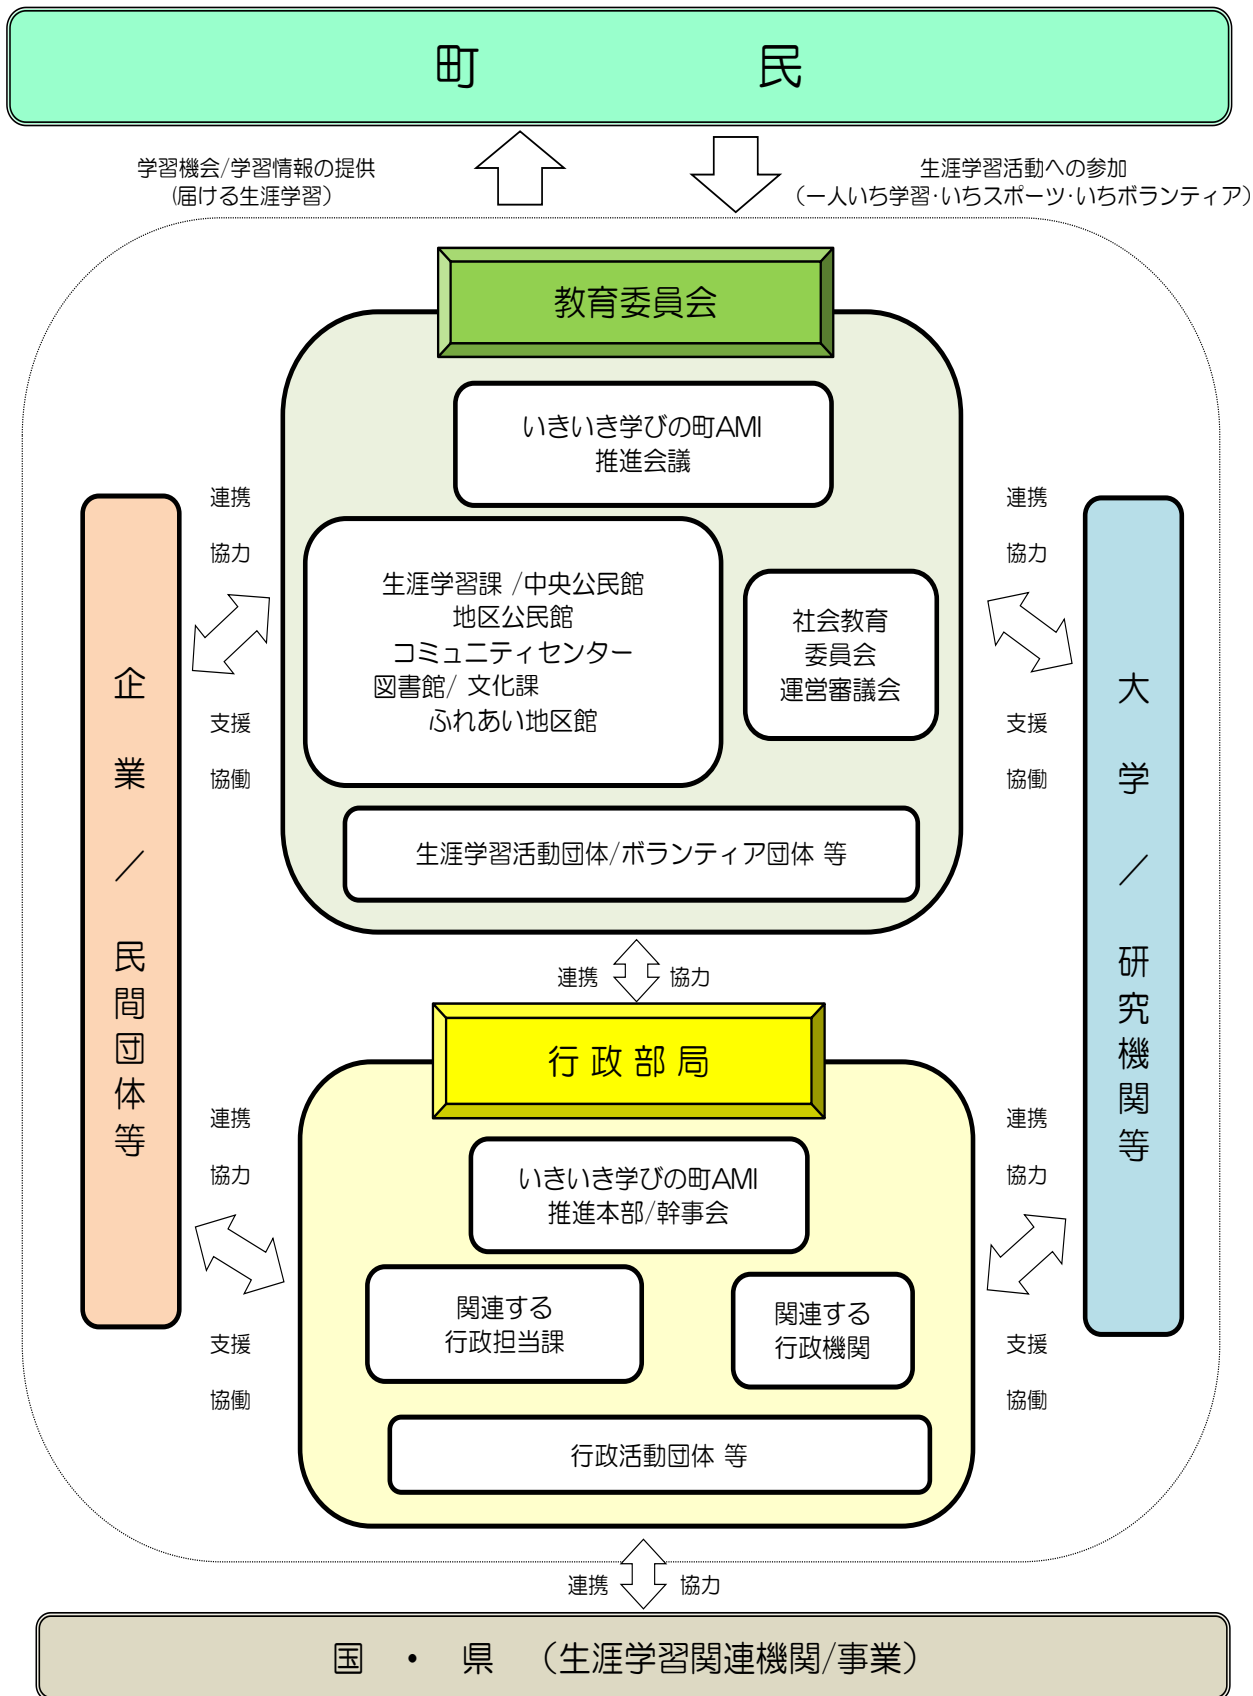 町　民
学習機会/学習情報の提供
(届ける生涯学習)
生涯学習活動への参加
(一人いち学習・いちスポーツ・いちボランティア)
教育委員会
いきいき学びの町AMI
推進会議
連携
協力
支援
協働
企業／民間団体等
生涯学習課 /中央公民館
地区公民館
コミュニティセンター
図書館/ 文化課
ふれあい地区館
社会教育
委員会
運営審議会
連携
協力
支援
協働
大学／研究機関等
生涯学習活動団体/ボランティア団体 等
連携
協力
行政部局
いきいき学びの町AMI
推進本部/幹事会
連携
協力
支援
協働
関連する
行政担当課
関連する
行政機関
連携
協力
支援
協働
行政活動団体 等
連携
協力
国 ・ 県 (生涯学習関連機関/事業)